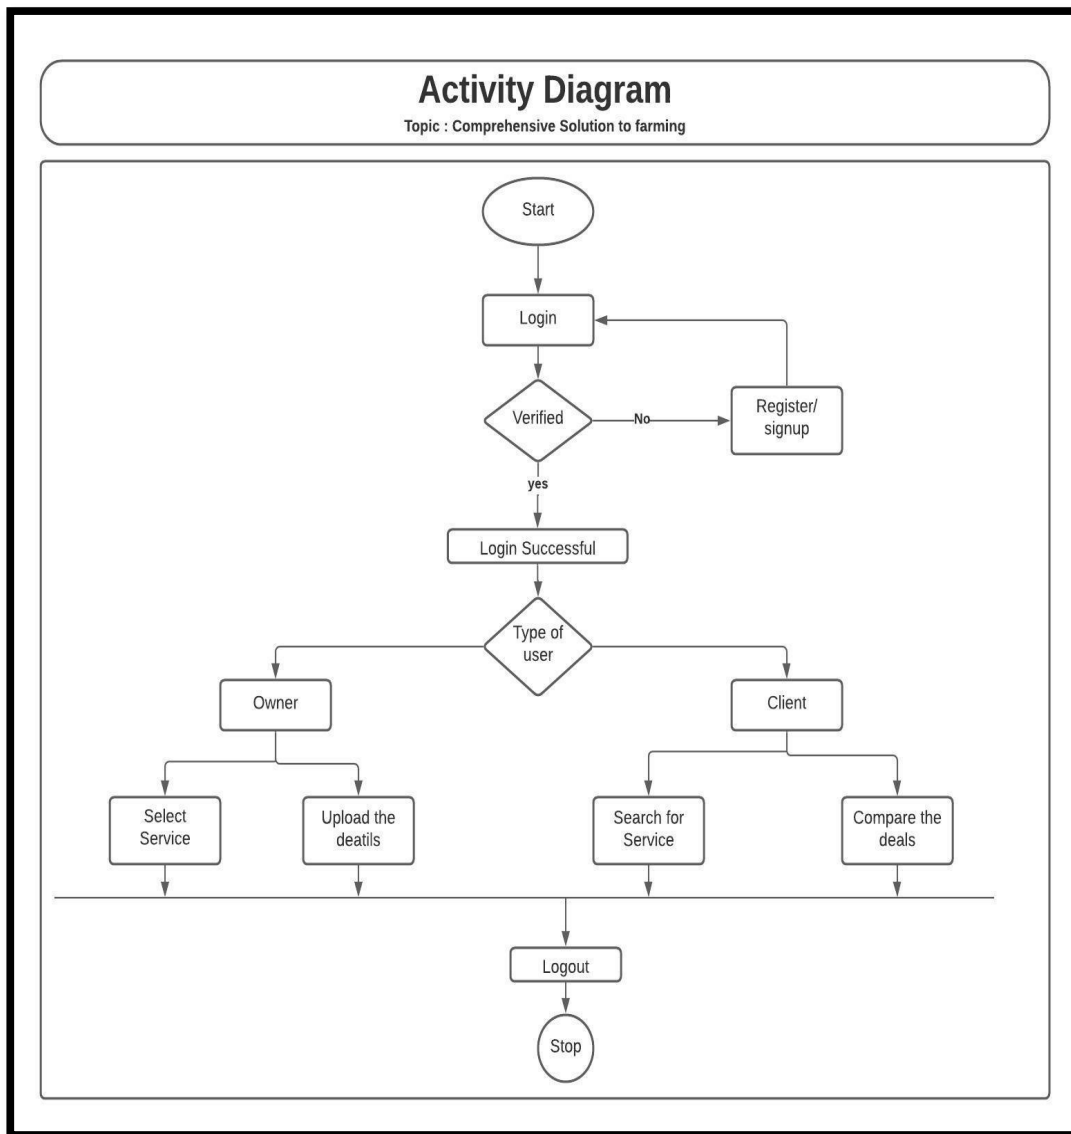 Activity Diagram
Topic : Comprehensive Solution to farming
Start
Login
Register/
signup
Verified
No
yes
Login Successful
Type of
user
Owner
Client
Select
Service
Upload the
deatils
Search for
Service
Compare the
deals
Logout
Stop